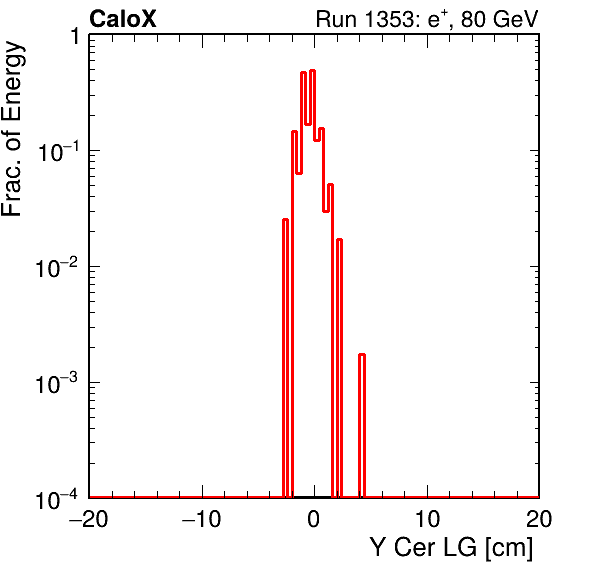 CaloX Run 1353: e⁺, 80 GeV
Frac. of Energy
1
10⁻¹
10⁻²
10⁻³
10⁻⁴
−20 −10 0 10 20
Y Cer LG [cm]